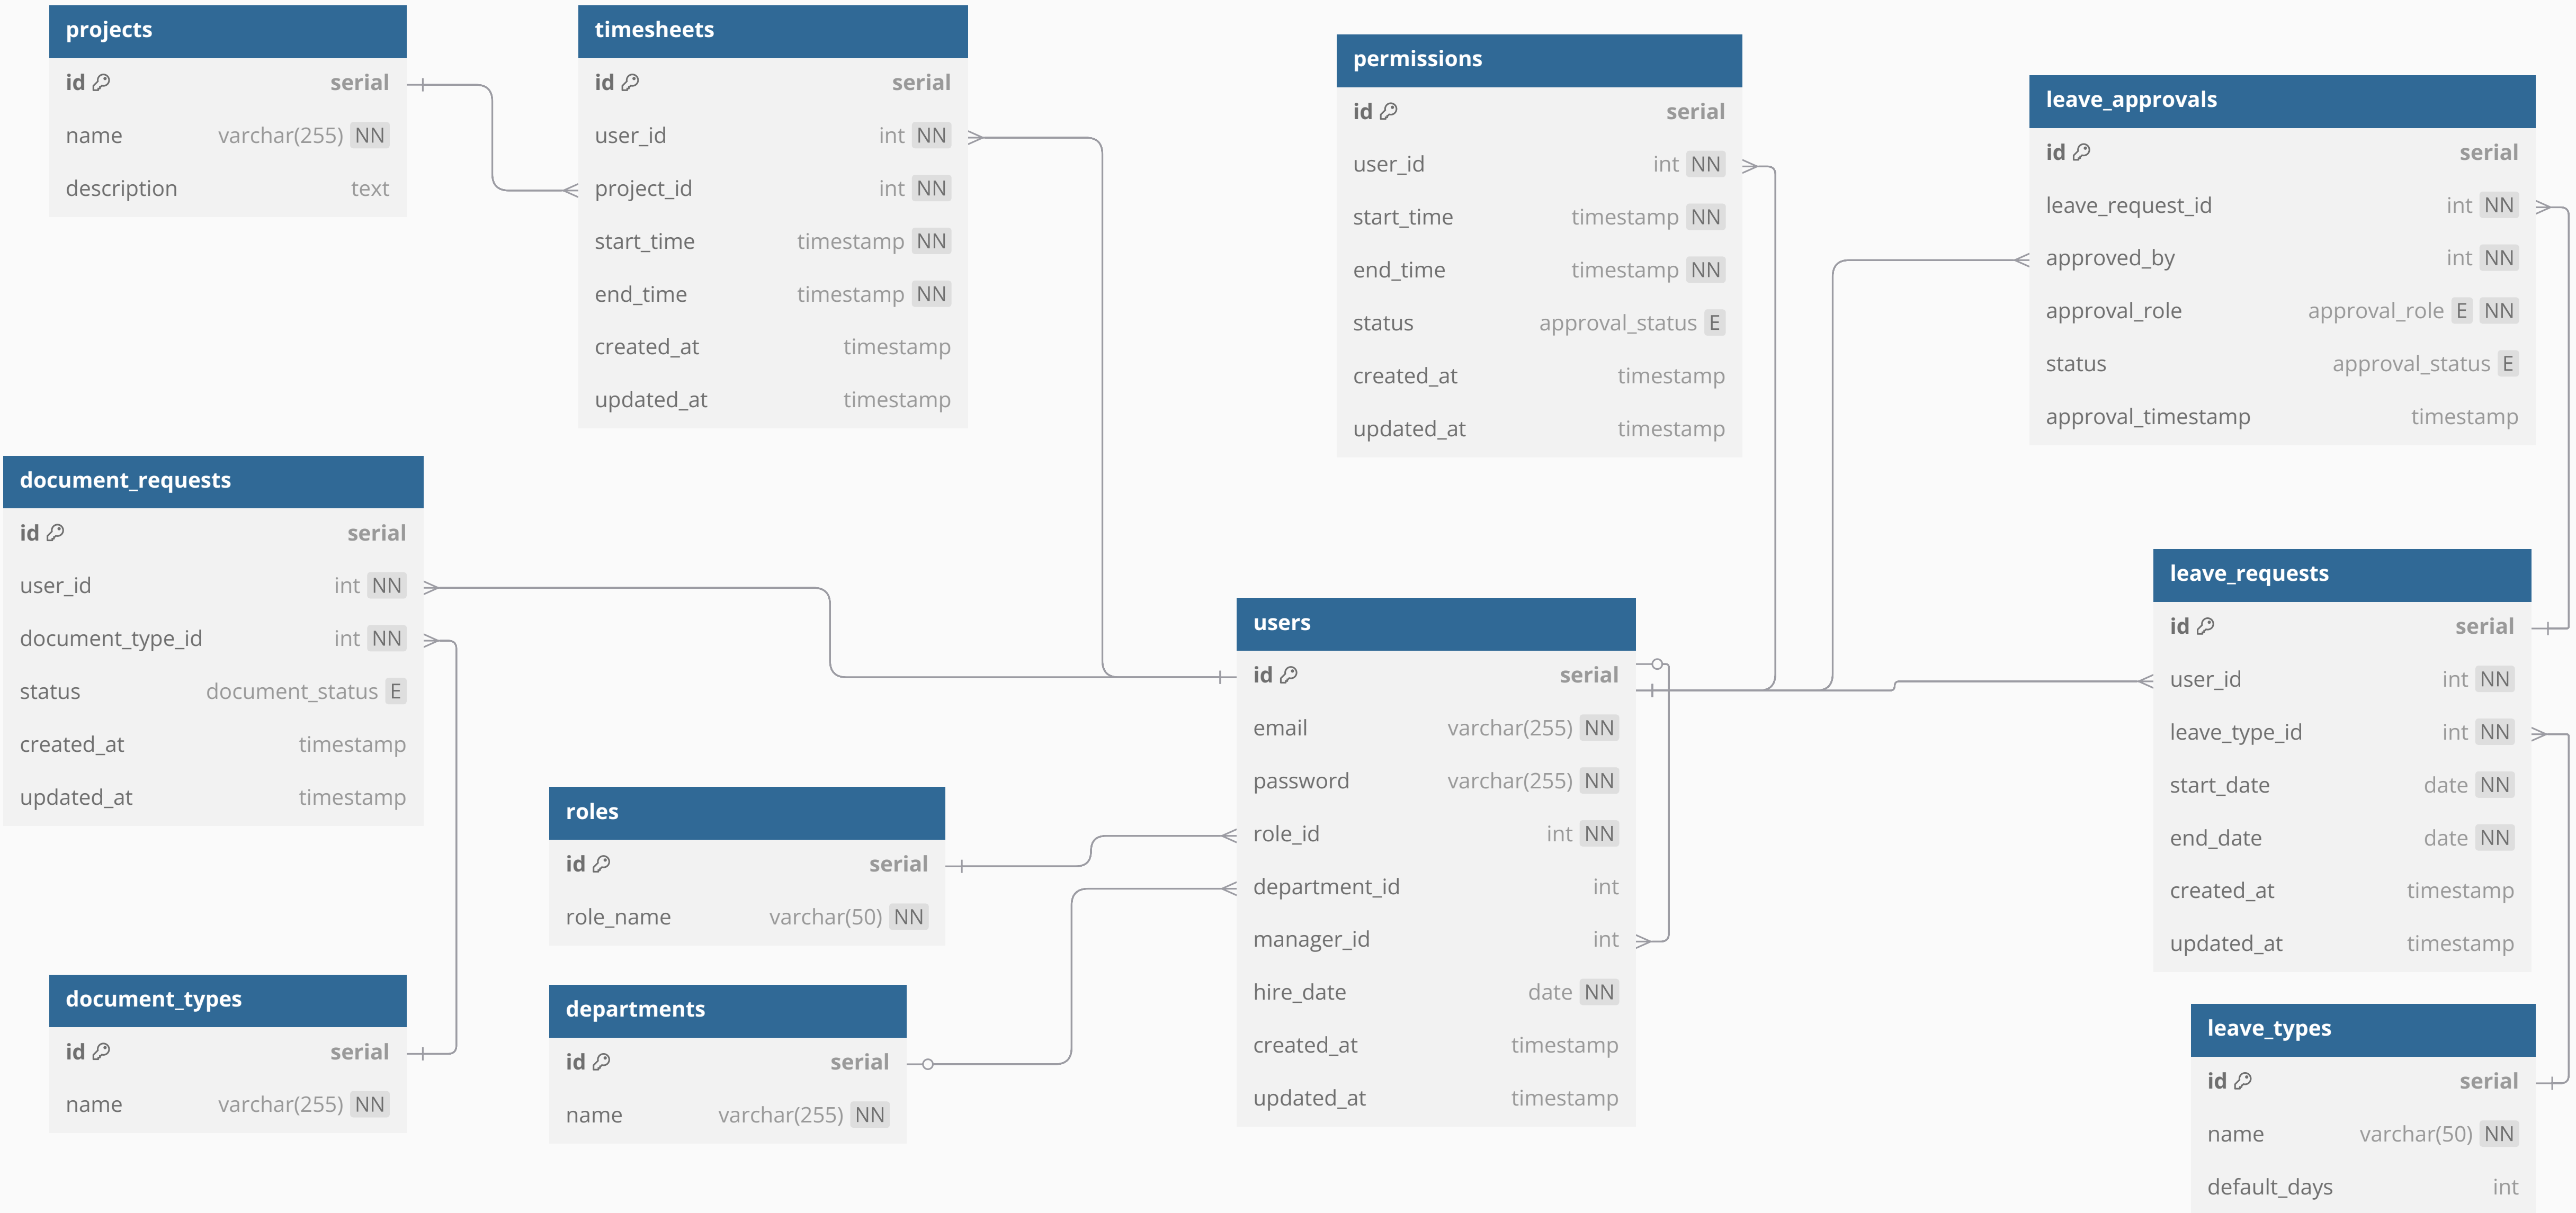 projects
id serial
name varchar(255) NN
description text
timesheets
id serial
user_id int NN
project_id int NN
start_time timestamp NN
end_time timestamp NN
created_at timestamp
updated_at timestamp
permissions
id serial
user_id int NN
start_time timestamp NN
end_time timestamp NN
status approval_status E
created_at timestamp
updated_at timestamp
leave_approvals
id serial
leave_request_id int NN
approved_by int NN
approval_role approval_role E NN
status approval_status E
approval_timestamp timestamp
document_requests
id serial
user_id int NN
document_type_id int NN
status document_status E
created_at timestamp
updated_at timestamp
users
id serial
email varchar(255) NN
password varchar(255) NN
role_id int NN
department_id int
manager_id int
hire_date date NN
created_at timestamp
updated_at timestamp
leave_requests
id serial
user_id int NN
leave_type_id int NN
start_date date NN
end_date date NN
created_at timestamp
updated_at timestamp
roles
id serial
role_name varchar(50) NN
document_types
id serial
name varchar(255) NN
departments
id serial
name varchar(255) NN
leave_types
id serial
name varchar(50) NN
default_days int